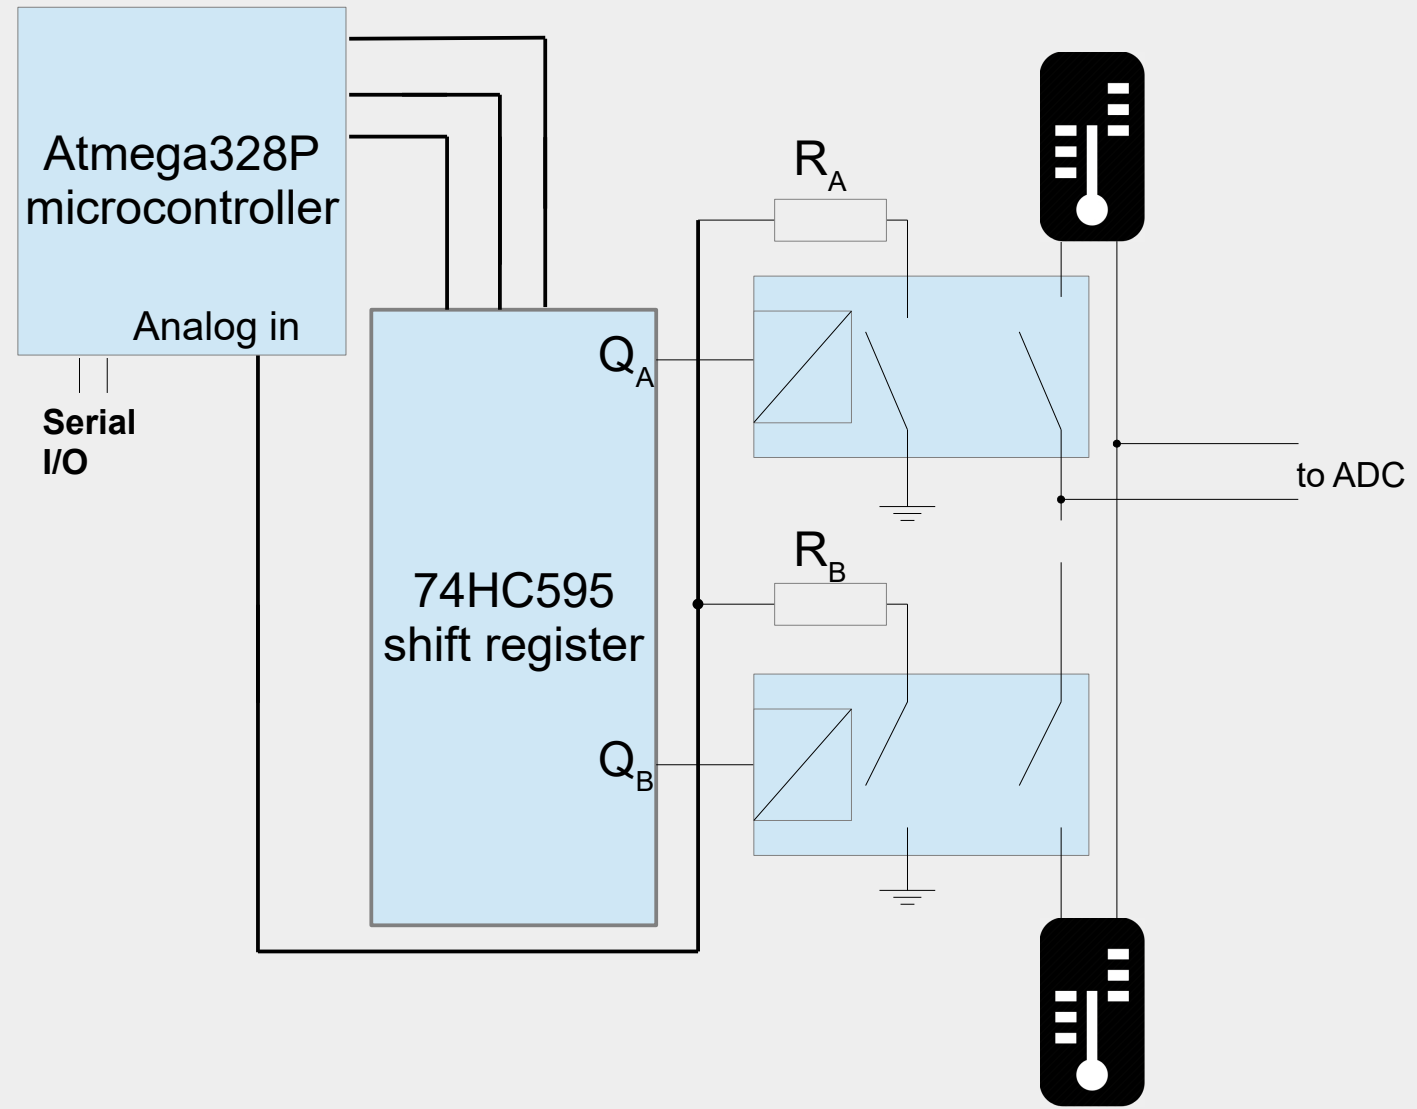 Atmega328P
microcontroller
Analog in
Serial
I/O
74HC595
shift register
QA
QB
RA
RB
to ADC